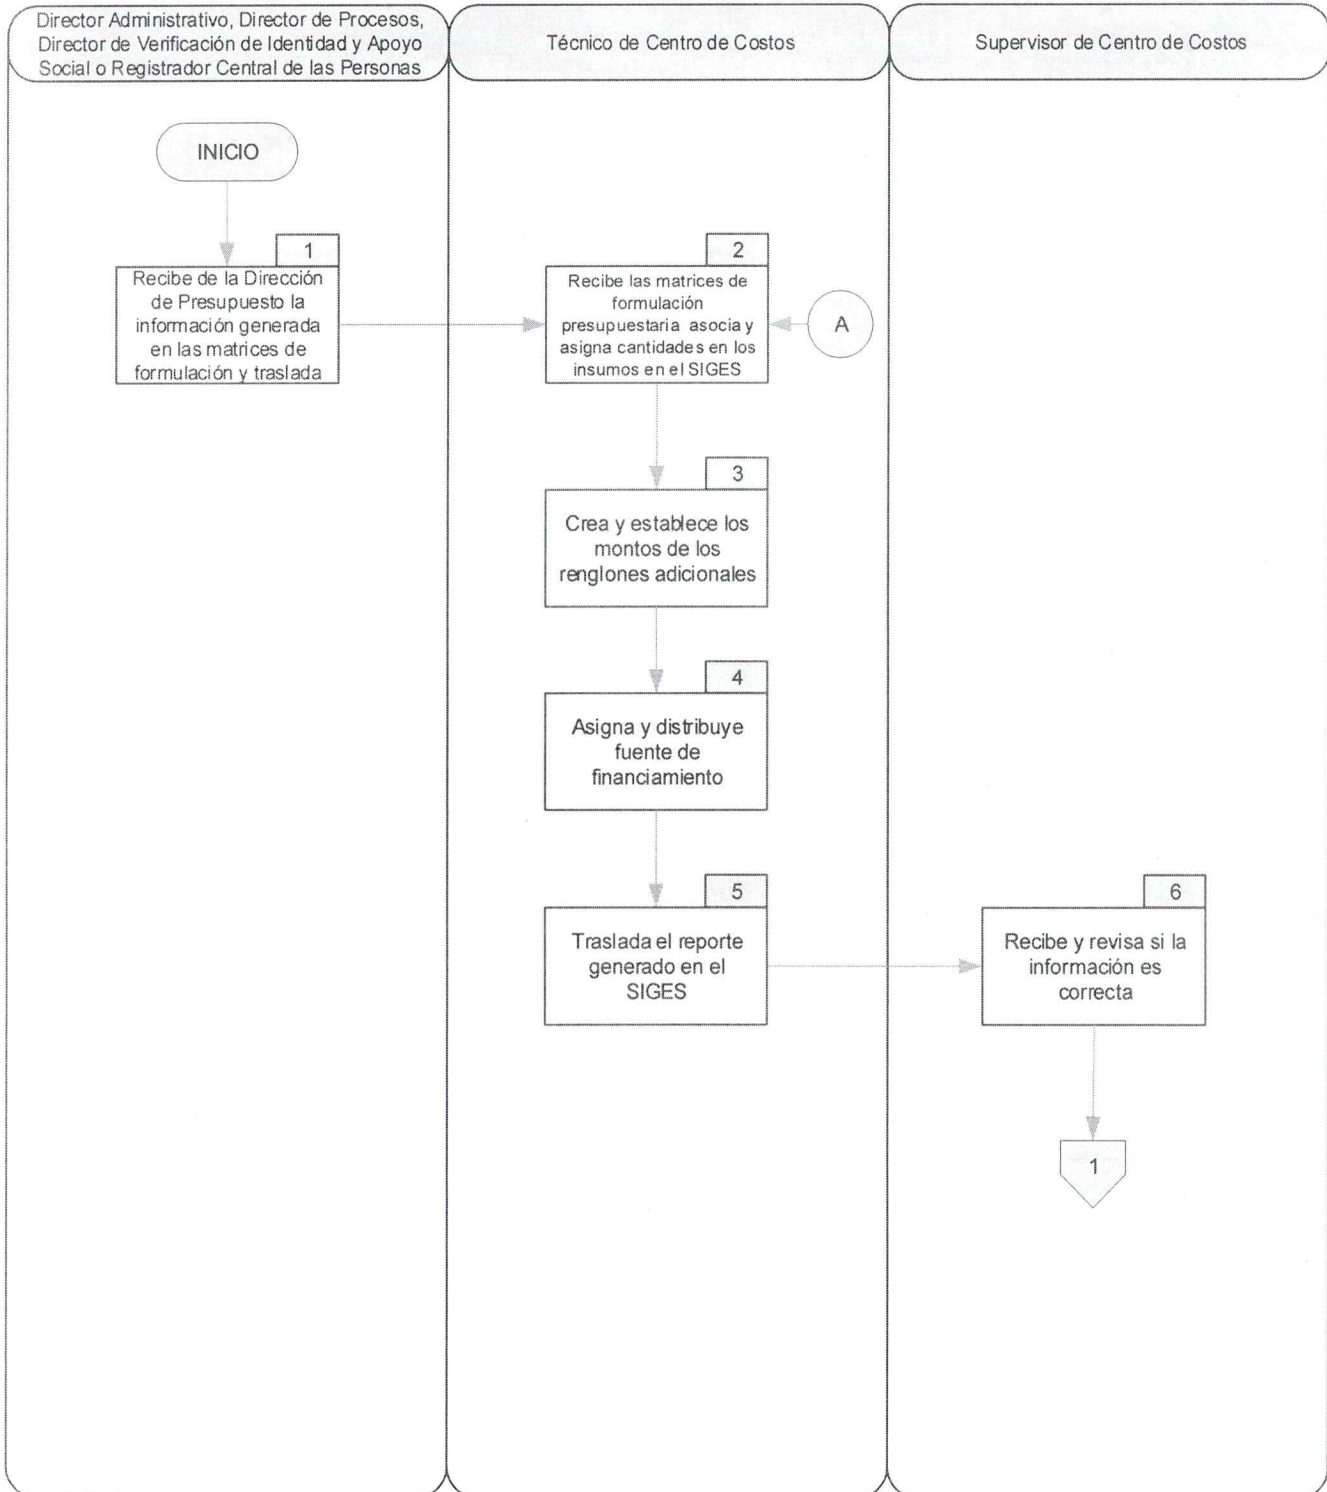 Director Administrativo, Director de Procesos,
Director de Verificación de Identidad y Apoyo
Social o Registrador Central de las Personas
Técnico de Centro de Costos
Supervisor de Centro de Costos
INICIO
1
Recibe de la Dirección
de Presupuesto la
información generada
en las matrices de
formulación y traslada
2
Recibe las matrices de
formulación
presupuestaria asocia y
asigna cantidades en los
insumos en el SIGES
A
3
Crea y establece los
montos de los
renglones adicionales
4
Asigna y distribuye
fuente de
financiamiento
5
Traslada el reporte
generado en el
SIGES
6
Recibe y revisa si la
información es
correcta
1